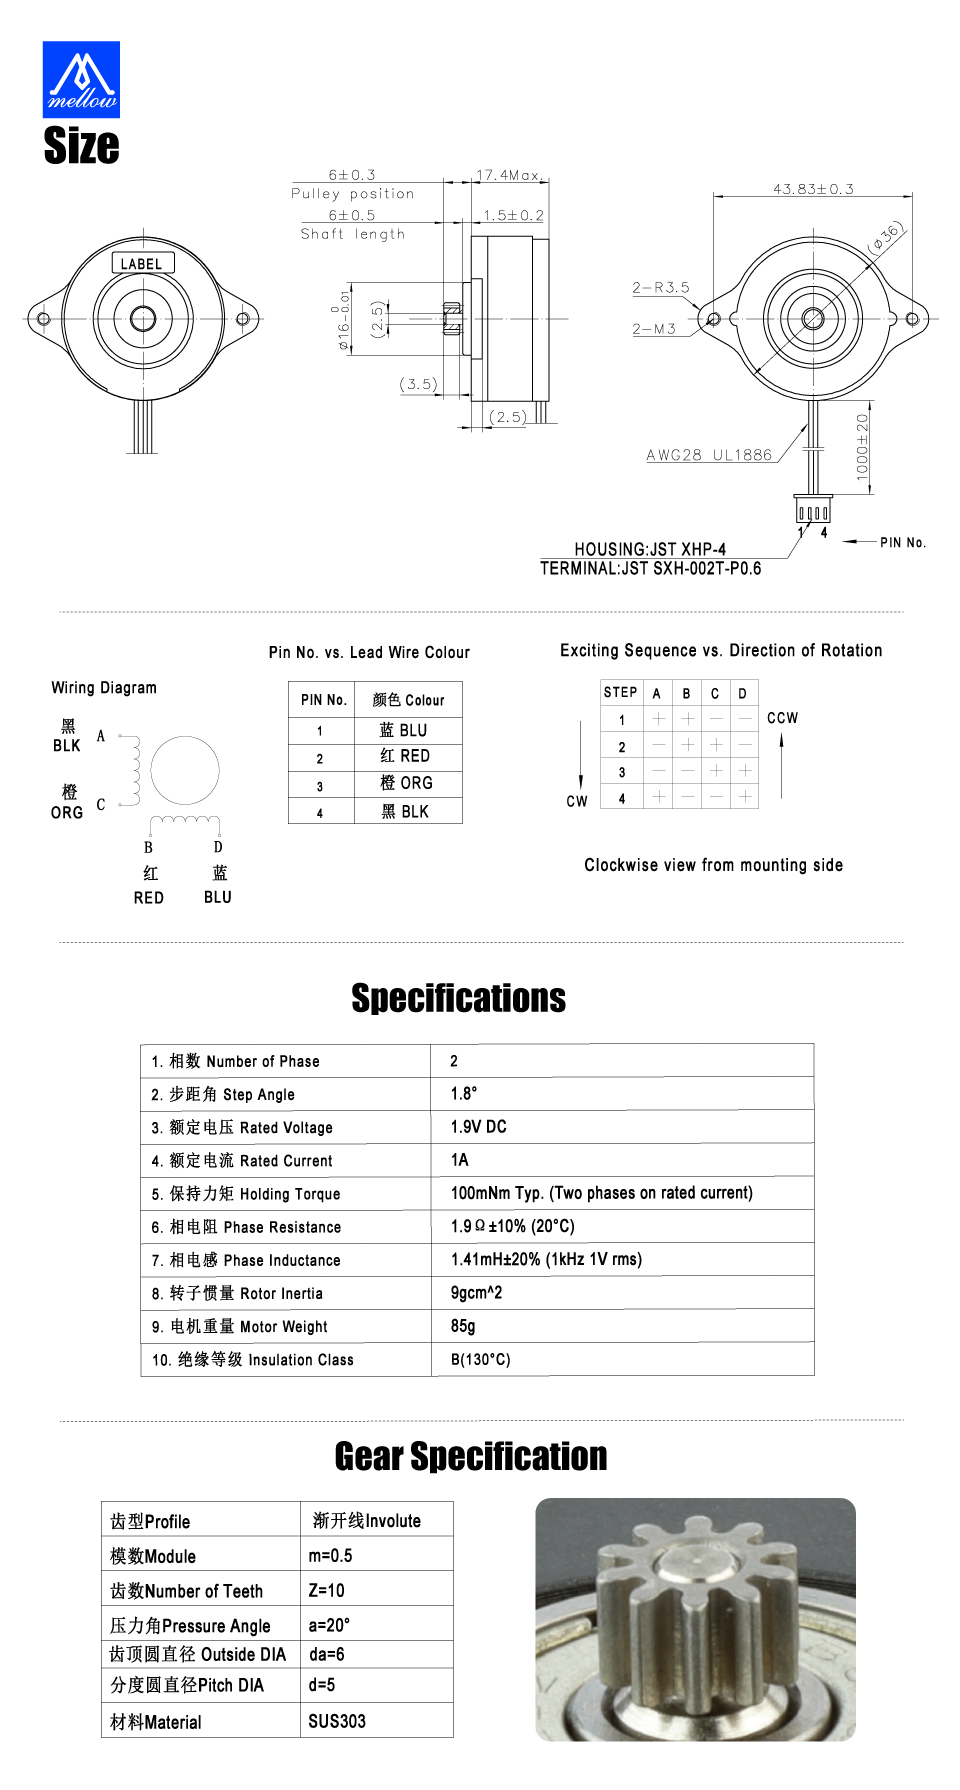 mellow
Size
6±0.3
Pulley position
6±0.5
Shaft length
17.4Max.
1.5±0.2
43.83±0.3
(ø36)
LABEL
2-R3.5
2-M3
ø16 0 -0.01
(2.5)
(3.5)
(2.5)
AWG28 UL1886
1000±20
1 4
PIN No.
HOUSING:JST XHP-4
TERMINAL:JST SXH-002T-P0.6
Wiring Diagram
黑
BLK A
橙
ORG C
B D
红 蓝
RED BLU
Pin No. vs. Lead Wire Colour
PIN No. 颜色 Colour
1 蓝 BLU
2 红 RED
3 橙 ORG
4 黑 BLK
Exciting Sequence vs. Direction of Rotation
STEP A B C D
1 + + — —
2 — + + —
3 — — + +
4 + — — +
CW
CCW
Clockwise view from mounting side
Specifications
1. 相数 Number of Phase 2
2. 步距角 Step Angle 1.8°
3. 额定电压 Rated Voltage 1.9V DC
4. 额定电流 Rated Current 1A
5. 保持力矩 Holding Torque 100mNm Typ. (Two phases on rated current)
6. 相电阻 Phase Resistance 1.9Ω±10% (20°C)
7. 相电感 Phase Inductance 1.41mH±20% (1kHz 1V rms)
8. 转子惯量 Rotor Inertia 9gcm^2
9. 电机重量 Motor Weight 85g
10. 绝缘等级 Insulation Class B(130°C)
Gear Specification
齿型Profile 渐开线Involute
模数Module m=0.5
齿数Number of Teeth Z=10
压力角Pressure Angle a=20°
齿顶圆直径 Outside DIA da=6
分度圆直径Pitch DIA d=5
材料Material SUS303